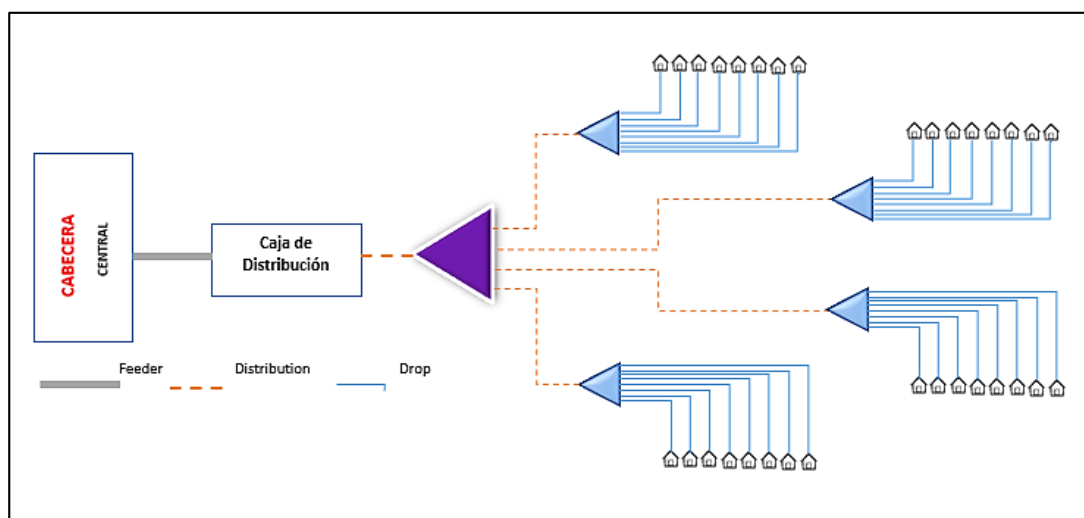 CABECERA
CENTRAL
Caja de
Distribución
Feeder
Distribution
Drop